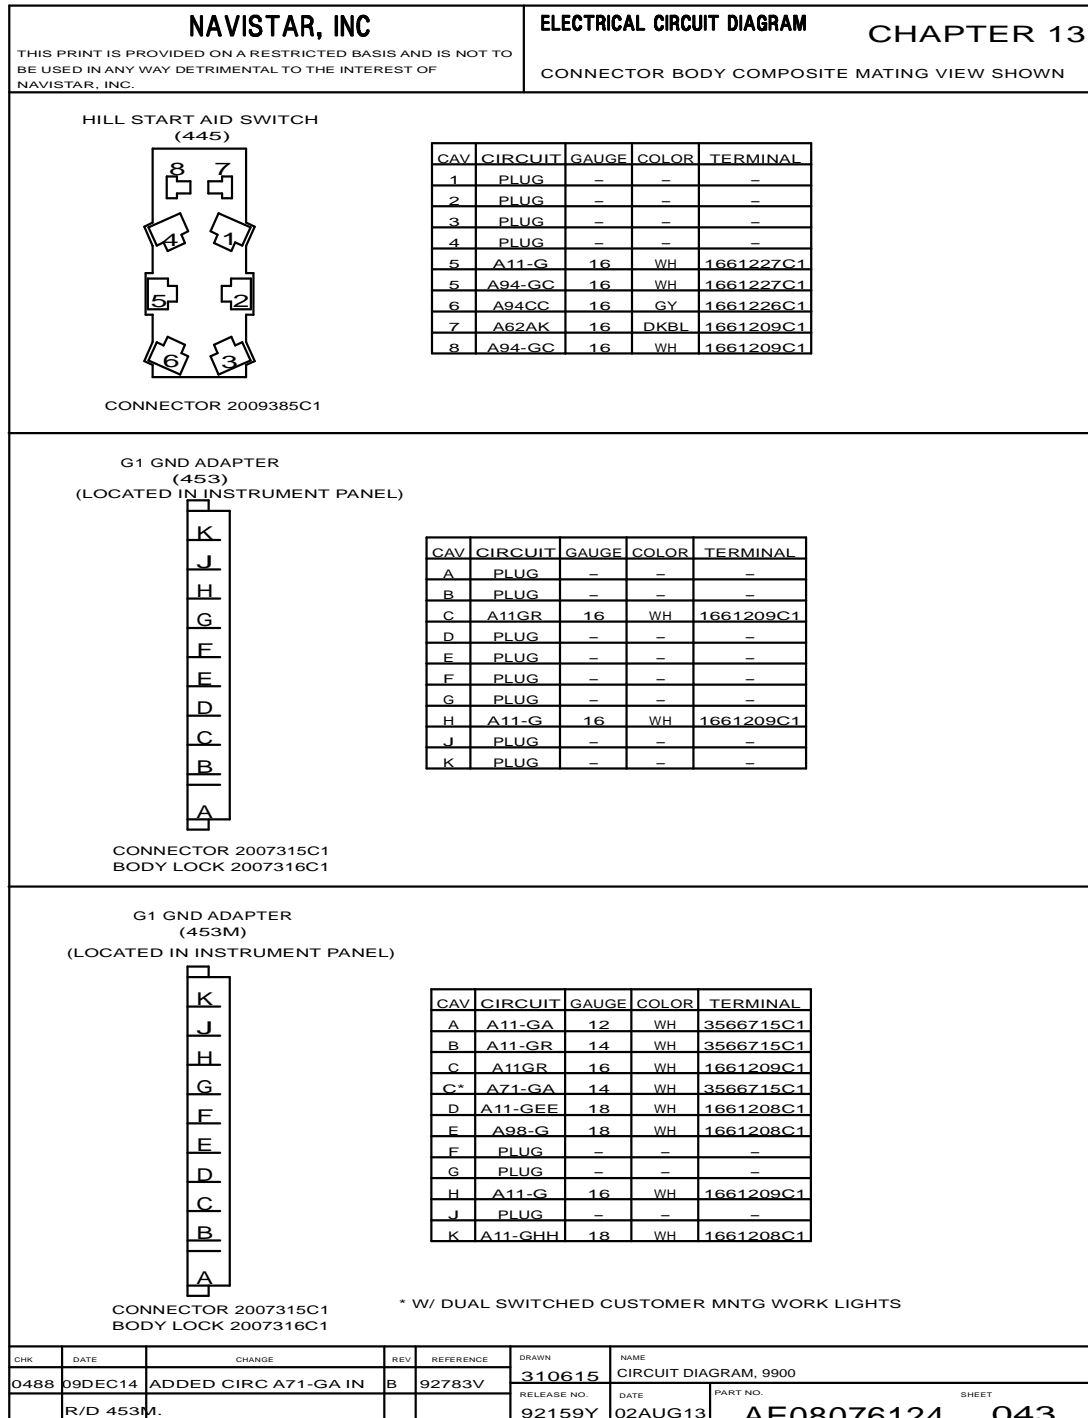 NAVISTAR, INC
THIS PRINT IS PROVIDED ON A RESTRICTED BASIS AND IS NOT TO
BE USED IN ANY WAY DETRIMENTAL TO THE INTEREST OF
NAVISTAR, INC.
ELECTRICAL CIRCUIT DIAGRAM CHAPTER 13
CONNECTOR BODY COMPOSITE MATING VIEW SHOWN
HILL START AID SWITCH
(445)
8 7
4 1
5 2
6 3
CONNECTOR 2009385C1
CAV CIRCUIT GAUGE COLOR TERMINAL
1 PLUG – – –
2 PLUG – – –
3 PLUG – – –
4 PLUG – – –
5 A11-G 16 WH 1661227C1
5 A94-GC 16 WH 1661227C1
6 A94CC 16 GY 1661226C1
7 A62AK 16 DKBL 1661209C1
8 A94-GC 16 WH 1661209C1
G1 GND ADAPTER
(453)
(LOCATED IN INSTRUMENT PANEL)
K
J
H
G
F
E
D
C
B
A
CONNECTOR 2007315C1
BODY LOCK 2007316C1
CAV CIRCUIT GAUGE COLOR TERMINAL
A PLUG – – –
B PLUG – – –
C A11GR 16 WH 1661209C1
D PLUG – – –
E PLUG – – –
F PLUG – – –
G PLUG – – –
H A11-G 16 WH 1661209C1
J PLUG – – –
K PLUG – – –
G1 GND ADAPTER
(453M)
(LOCATED IN INSTRUMENT PANEL)
K
J
H
G
F
E
D
C
B
A
CONNECTOR 2007315C1
BODY LOCK 2007316C1
CAV CIRCUIT GAUGE COLOR TERMINAL
A A11-GA 12 WH 3566715C1
B A11-GR 14 WH 3566715C1
C A11GR 16 WH 1661209C1
C* A71-GA 14 WH 3566715C1
D A11-GEE 18 WH 1661208C1
E A98-G 18 WH 1661208C1
F PLUG – – –
G PLUG – – –
H A11-G 16 WH 1661209C1
J PLUG – – –
K A11-GHH 18 WH 1661208C1
* W/ DUAL SWITCHED CUSTOMER MNTG WORK LIGHTS
CHK DATE CHANGE REV REFERENCE
0488 09DEC14 ADDED CIRC A71-GA IN B 92783V
R/D 453M.
DRAWN
310615
NAME
CIRCUIT DIAGRAM, 9900
RELEASE NO.
92159Y
DATE
02AUG13
PART NO.
AE08076124
SHEET
043